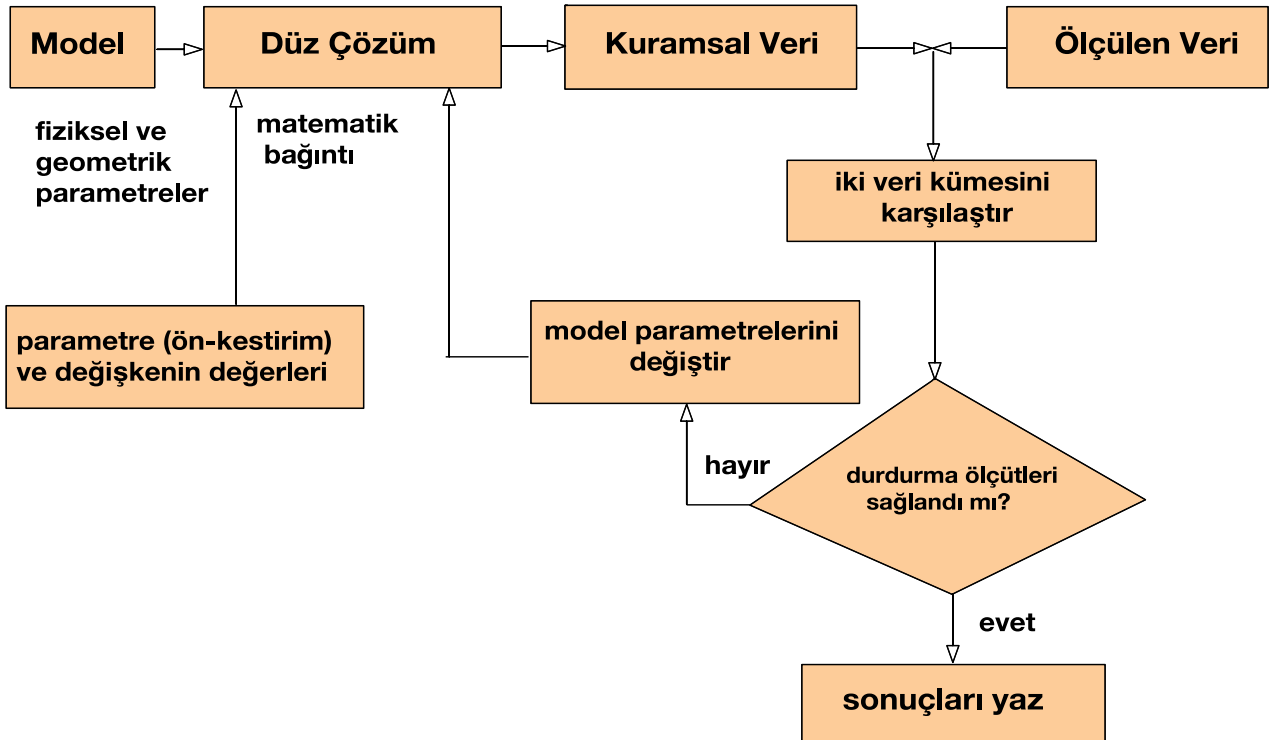 Model
Düz Çözüm
Kuramsal Veri
Ölçülen Veri
fiziksel ve
geometrik
parametreler
matematik
bağıntı
iki veri kümesini
karşılaştır
parametre (ön-kestirim)
ve değişkenin değerleri
model parametrelerini
değiştir
hayır
durdurma ölçütleri
sağlandı mı?
evet
sonuçları yaz